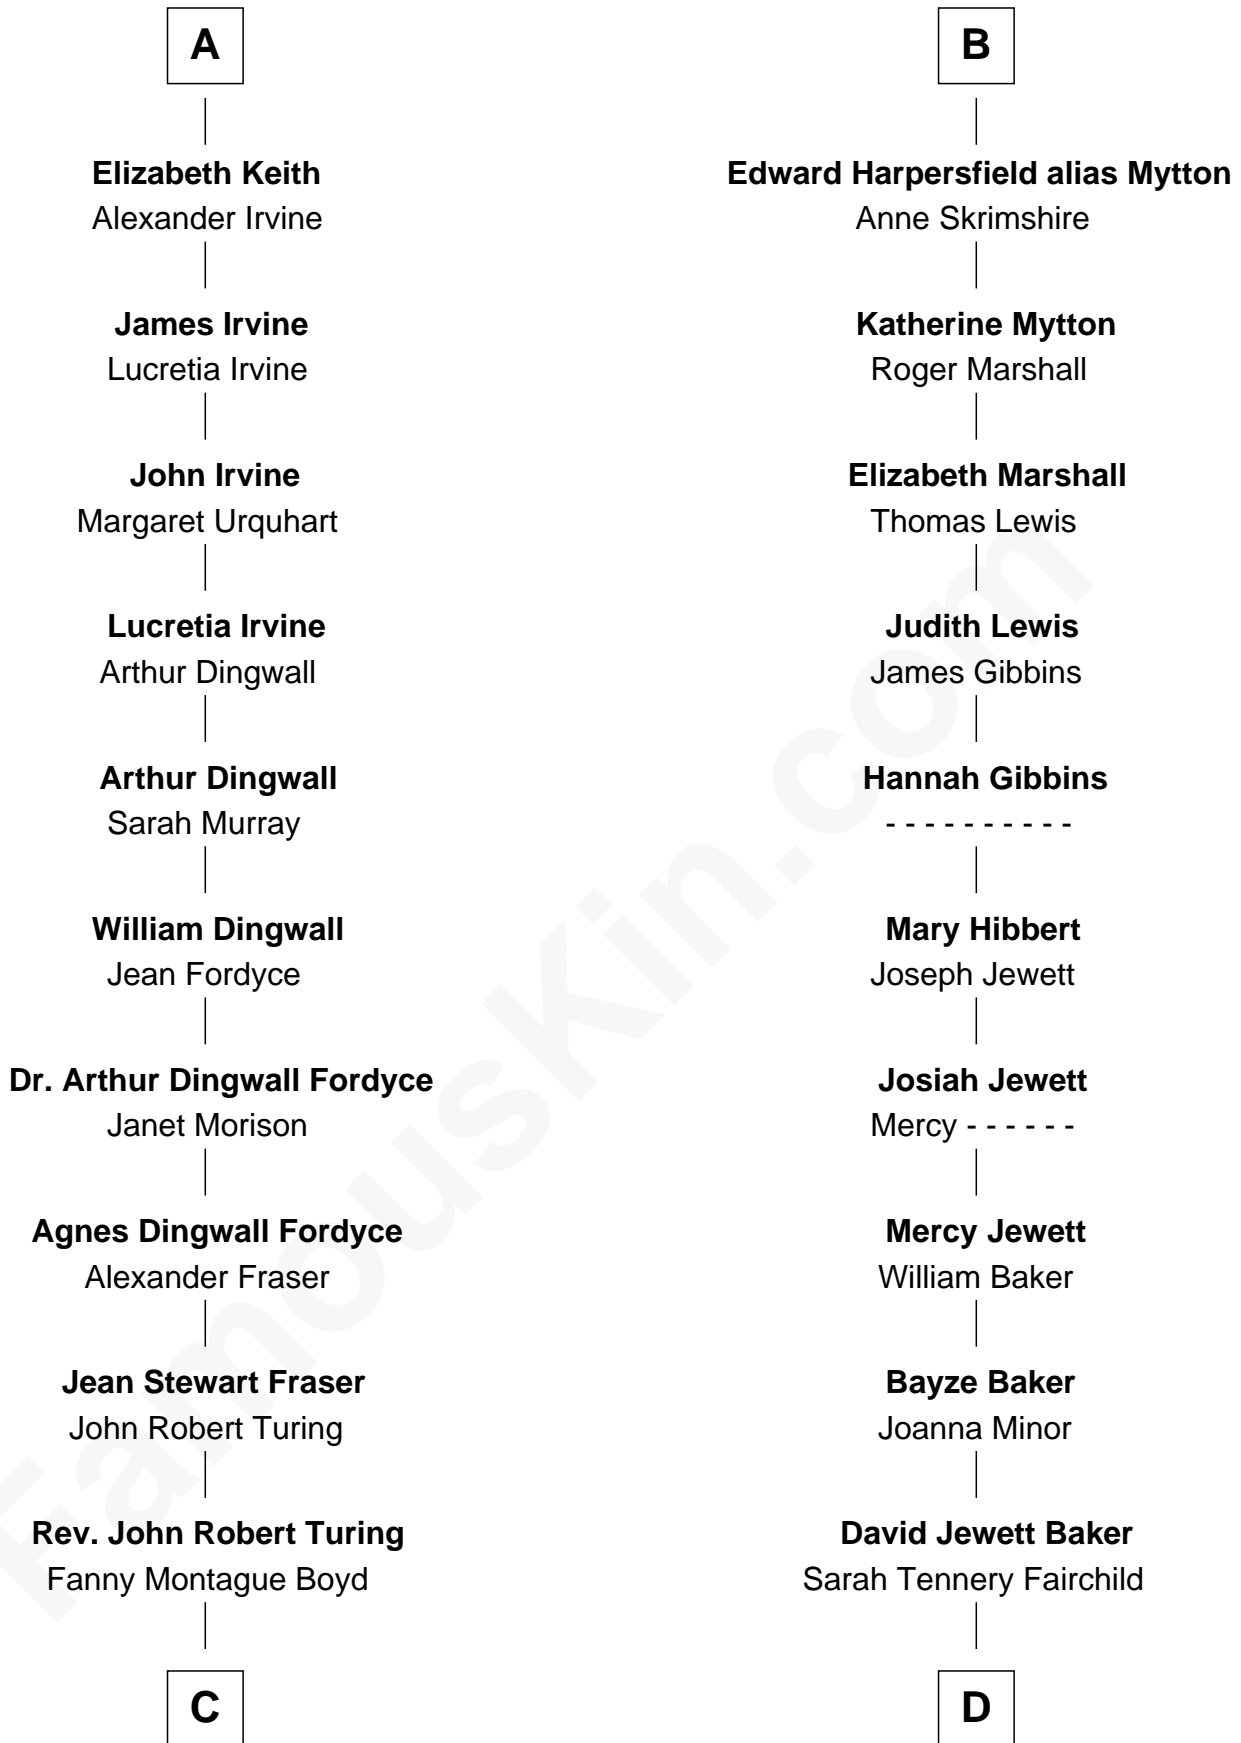 A
Elizabeth Keith
Alexander Irvine
James Irvine
Lucretia Irvine
John Irvine
Margaret Urquhart
Lucretia Irvine
Arthur Dingwall
Arthur Dingwall
Sarah Murray
William Dingwall
Jean Fordyce
Dr. Arthur Dingwall Fordyce
Janet Morison
Agnes Dingwall Fordyce
Alexander Fraser
Jean Stewart Fraser
John Robert Turing
Rev. John Robert Turing
Fanny Montague Boyd
C
B
Edward Harpersfield alias Mytton
Anne Skrimshire
Katherine Mytton
Roger Marshall
Elizabeth Marshall
Thomas Lewis
Judith Lewis
James Gibbins
Hannah Gibbins
- - - - - - - - - -
Mary Hibbert
Joseph Jewett
Josiah Jewett
Mercy - - - - - -
Mercy Jewett
William Baker
Bayze Baker
Joanna Minor
David Jewett Baker
Sarah Tennery Fairchild
D
FamousKin.com